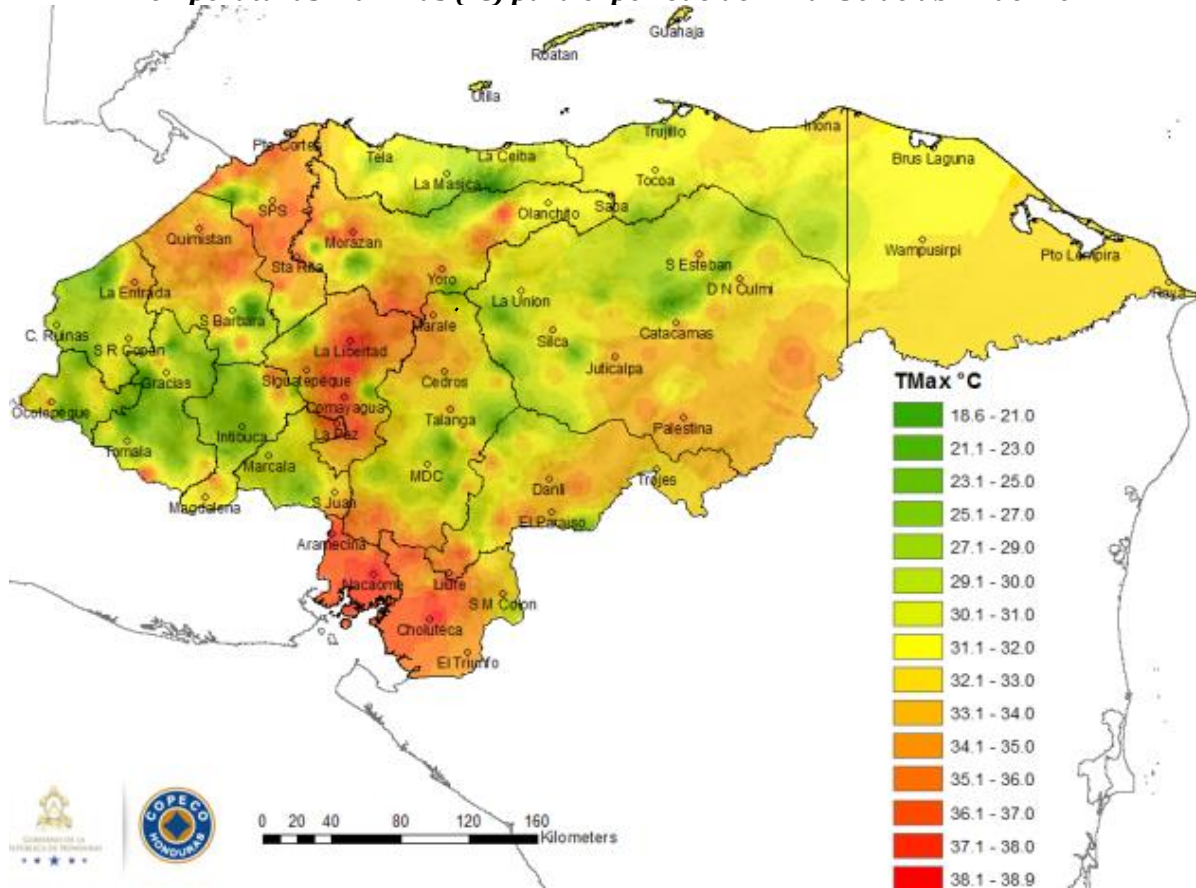 Guahaja
Roatan
Utila
Pto Cortes
Tela
La Ceiba
Trujillo
Iriona
Brus Laguna
La Masica
Tocoa
SPS
Olanchito
Saba
Quimistan
Morazan
Wampusirpi
Pto Lempira
Sta Rita
Yoro
S Esteban
D N Culmi
Raya
La Entrada
La Union
S Barbara
Marale
C. Ruinas
Catacamas
S R Copan
La Libertad
Silca
Gracias
Siguatepeque
Cedros
Juticalpa
Ocotepeque
Comayagua
Talanga
Palestina
Intibuca
La Paz
Tomala
Marcala
MDC
Danli
Trojes
Magdalena
S Juan
El Paraiso
Aramecina
Nacaome
Liure
S M Colon
Choluteca
El Triunfo
TMax °C
18.6 - 21.0
21.1 - 23.0
23.1 - 25.0
25.1 - 27.0
27.1 - 29.0
29.1 - 30.0
30.1 - 31.0
31.1 - 32.0
32.1 - 33.0
33.1 - 34.0
34.1 - 35.0
35.1 - 36.0
36.1 - 37.0
37.1 - 38.0
38.1 - 38.9
COPECO
HONDURAS
0 20 40 80 120 160
Kilometers